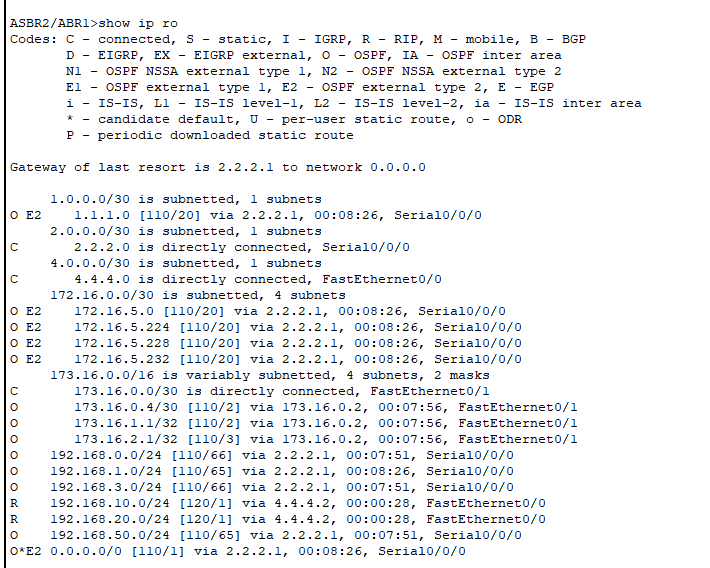 ASBR2/ABR1>show ip ro
Codes: C - connected, S - static, I - IGRP, R - RIP, M - mobile, B - BGP
       D - EIGRP, EX - EIGRP external, O - OSPF, IA - OSPF inter area
       N1 - OSPF NSSA external type 1, N2 - OSPF NSSA external type 2
       E1 - OSPF external type 1, E2 - OSPF external type 2, E - EGP
       i - IS-IS, L1 - IS-IS level-1, L2 - IS-IS level-2, ia - IS-IS inter area
       * - candidate default, U - per-user static route, o - ODR
       P - periodic downloaded static route

Gateway of last resort is 2.2.2.1 to network 0.0.0.0

     1.0.0.0/30 is subnetted, 1 subnets
O E2    1.1.1.0 [110/20] via 2.2.2.1, 00:08:26, Serial0/0/0
     2.0.0.0/30 is subnetted, 1 subnets
C       2.2.2.0 is directly connected, Serial0/0/0
     4.0.0.0/30 is subnetted, 1 subnets
C       4.4.4.0 is directly connected, FastEthernet0/0
     172.16.0.0/30 is subnetted, 4 subnets
O E2    172.16.5.0 [110/20] via 2.2.2.1, 00:08:26, Serial0/0/0
O E2    172.16.5.224 [110/20] via 2.2.2.1, 00:08:26, Serial0/0/0
O E2    172.16.5.228 [110/20] via 2.2.2.1, 00:08:26, Serial0/0/0
O E2    172.16.5.232 [110/20] via 2.2.2.1, 00:08:26, Serial0/0/0
     173.16.0.0/16 is variably subnetted, 4 subnets, 2 masks
C       173.16.0.0/30 is directly connected, FastEthernet0/1
O       173.16.0.4/30 [110/2] via 173.16.0.2, 00:07:56, FastEthernet0/1
O       173.16.1.1/32 [110/2] via 173.16.0.2, 00:07:56, FastEthernet0/1
O       173.16.2.1/32 [110/3] via 173.16.0.2, 00:07:56, FastEthernet0/1
O    192.168.0.0/24 [110/66] via 2.2.2.1, 00:07:51, Serial0/0/0
O    192.168.1.0/24 [110/65] via 2.2.2.1, 00:08:26, Serial0/0/0
O    192.168.3.0/24 [110/66] via 2.2.2.1, 00:07:51, Serial0/0/0
R    192.168.10.0/24 [120/1] via 4.4.4.2, 00:00:28, FastEthernet0/0
R    192.168.20.0/24 [120/1] via 4.4.4.2, 00:00:28, FastEthernet0/0
O    192.168.50.0/24 [110/65] via 2.2.2.1, 00:07:51, Serial0/0/0
O*E2 0.0.0.0/0 [110/1] via 2.2.2.1, 00:08:26, Serial0/0/0